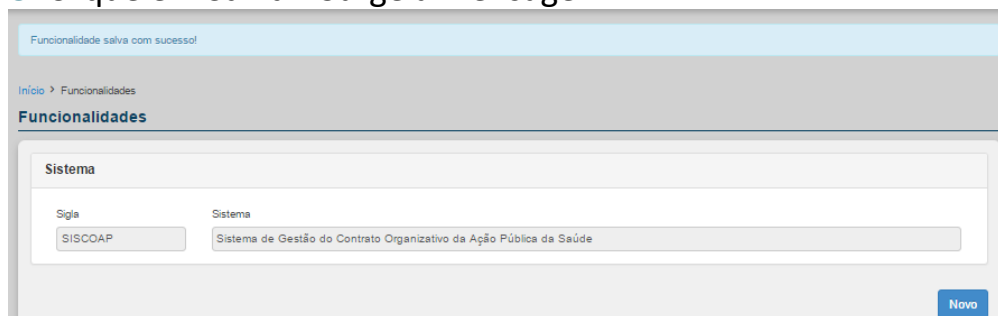 Funcionalidade salva com sucesso!
Início > Funcionalidades
Funcionalidades
Sistema
Sigla Sistema
SISCOAP Sistema de Gestão do Contrato Organizativo da Ação Pública da Saúde
Novo